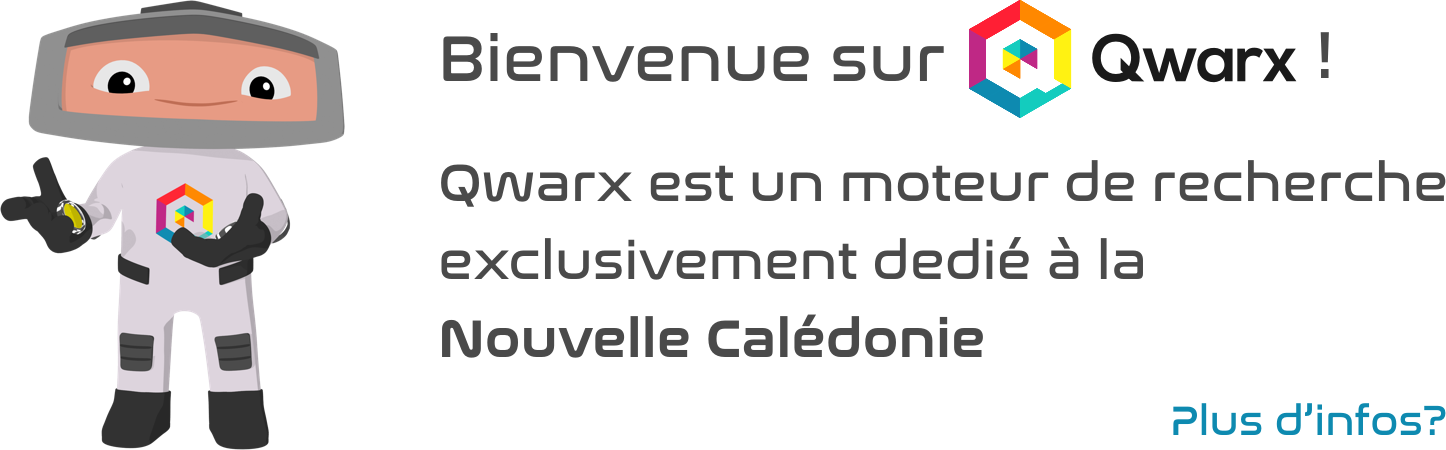 Bienvenue sur Qwarx !
Qwarx est un moteur de recherche
exclusivement dedié à la
Nouvelle Calédonie
Plus d'infos?